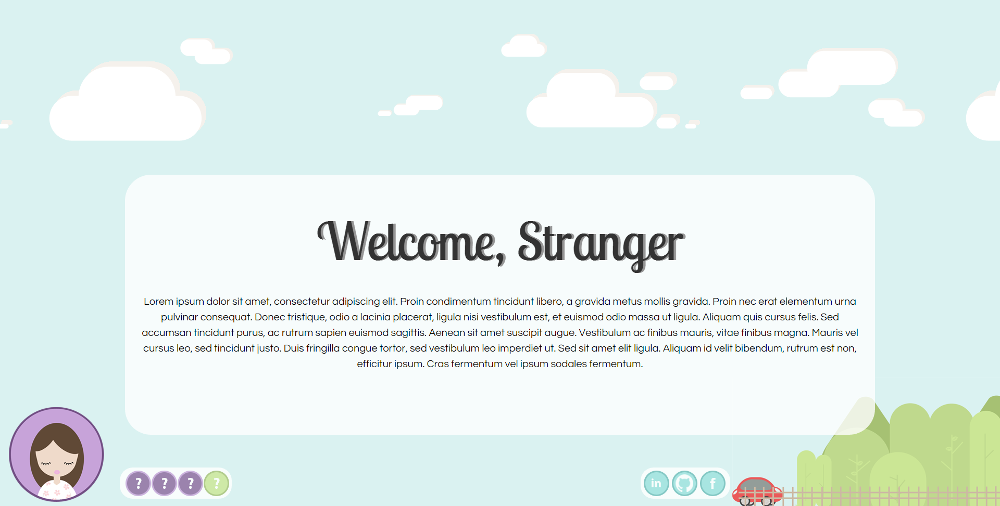 Welcome, Stranger
Lorem ipsum dolor sit amet, consectetur adipiscing elit. Proin condimentum tincidunt libero, a gravida metus mollis gravida. Proin nec erat elementum urna
pulvinar consequat. Donec tristique, odio a lacinia placerat, ligula nisi vestibulum est, et euismod odio massa ut ligula. Aliquam quis cursus felis. Sed
accumsan tincidunt purus, ac rutrum sapien euismod sagittis. Aenean sit amet suscipit augue. Vestibulum ac finibus mauris, vitae finibus magna. Mauris vel
cursus leo, sed tincidunt justo. Duis fringilla congue tortor, sed vestibulum leo imperdiet ut. Sed sit amet elit ligula. Aliquam id velit bibendum, rutrum est non,
efficitur ipsum. Cras fermentum vel ipsum sodales fermentum.
? ? ? ? in f